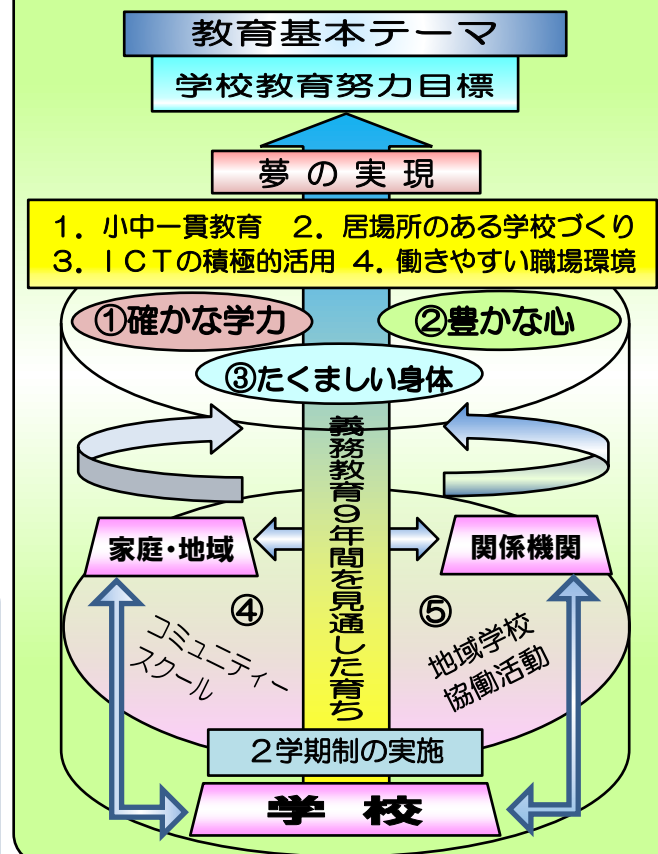 教育基本テーマ
学校教育努力目標
夢の実現
1．小中一貫教育　2．居場所のある学校づくり
3．ＩＣＴの積極的活用 4．働きやすい職場環境
①確かな学力
②豊かな心
③たくましい身体
義務教育９年間を見通した育ち
家庭・地域
関係機関
④
コミュニティー
スクール
⑤
地域学校
協働活動
２学期制の実施
学校